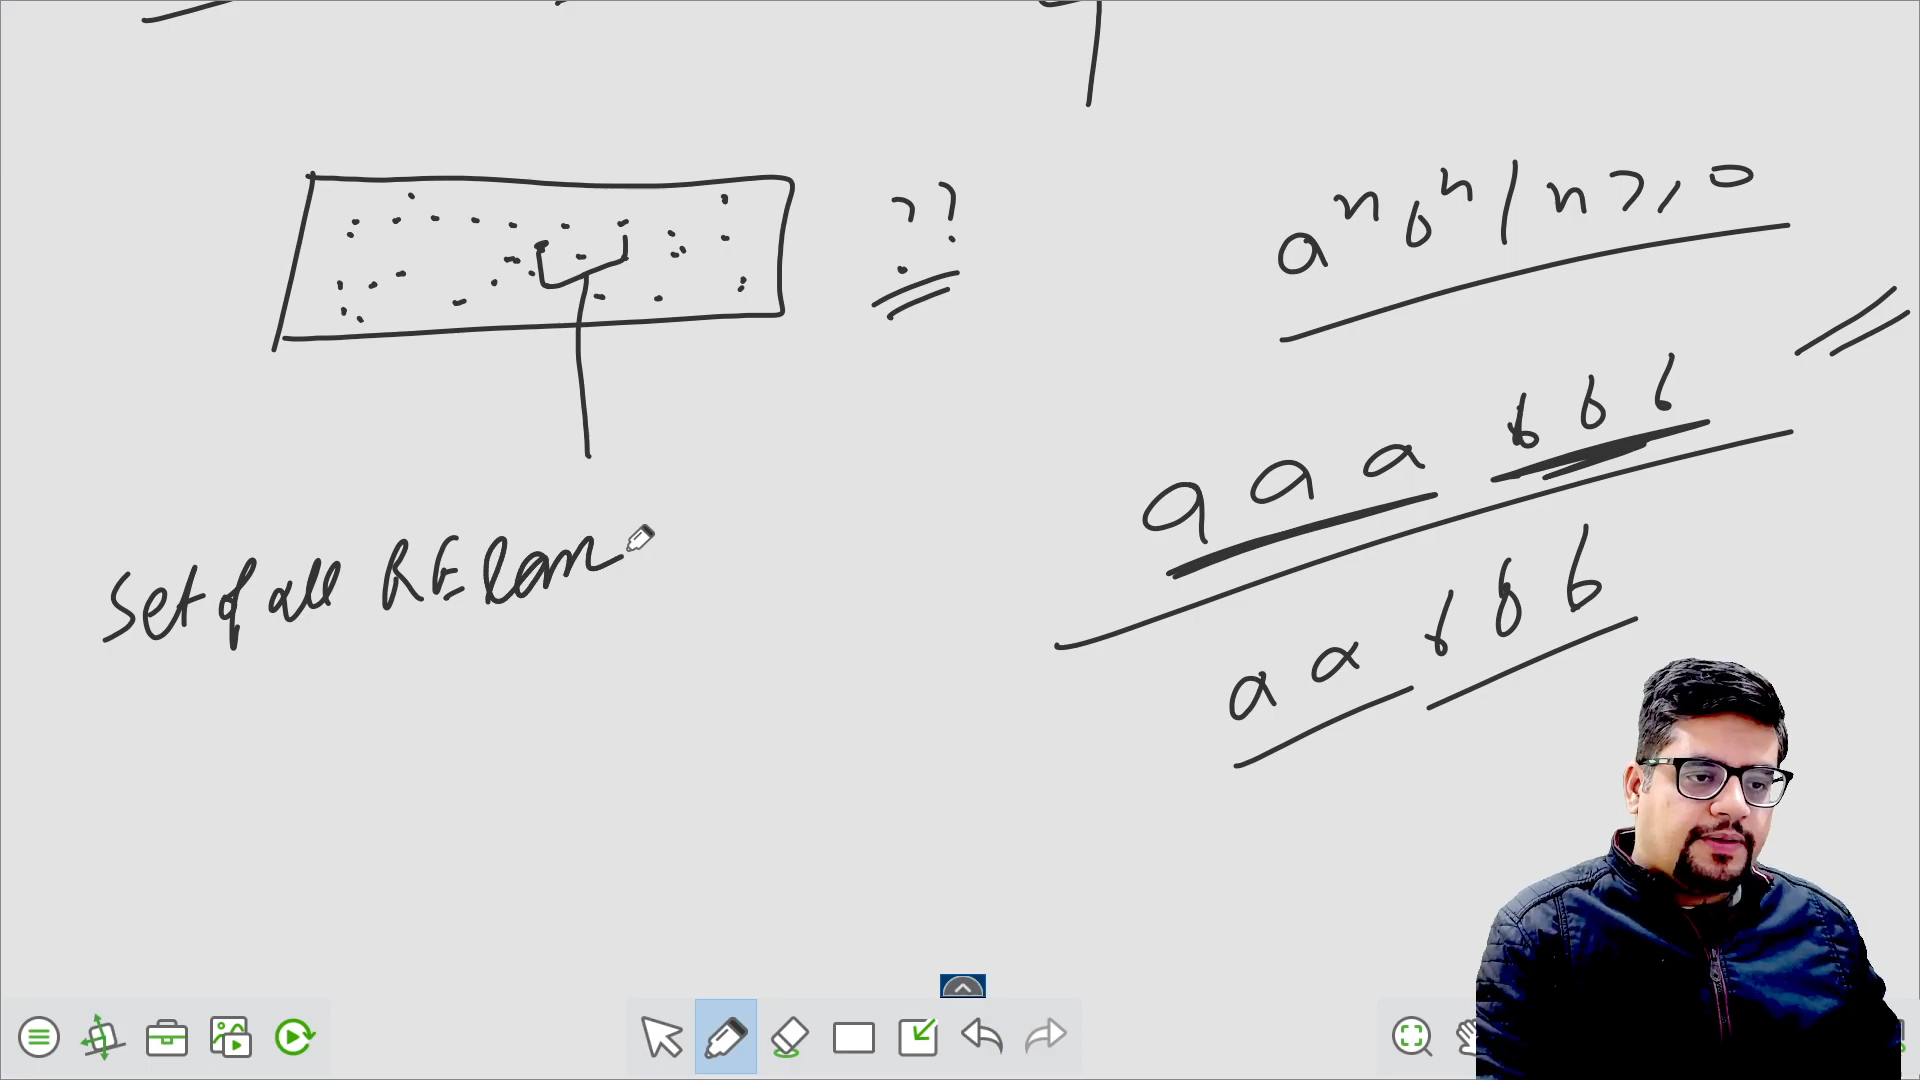 ??
aⁿbⁿ | n ≥, 0
a a a b b b
Set of all RE lan
a a b b b